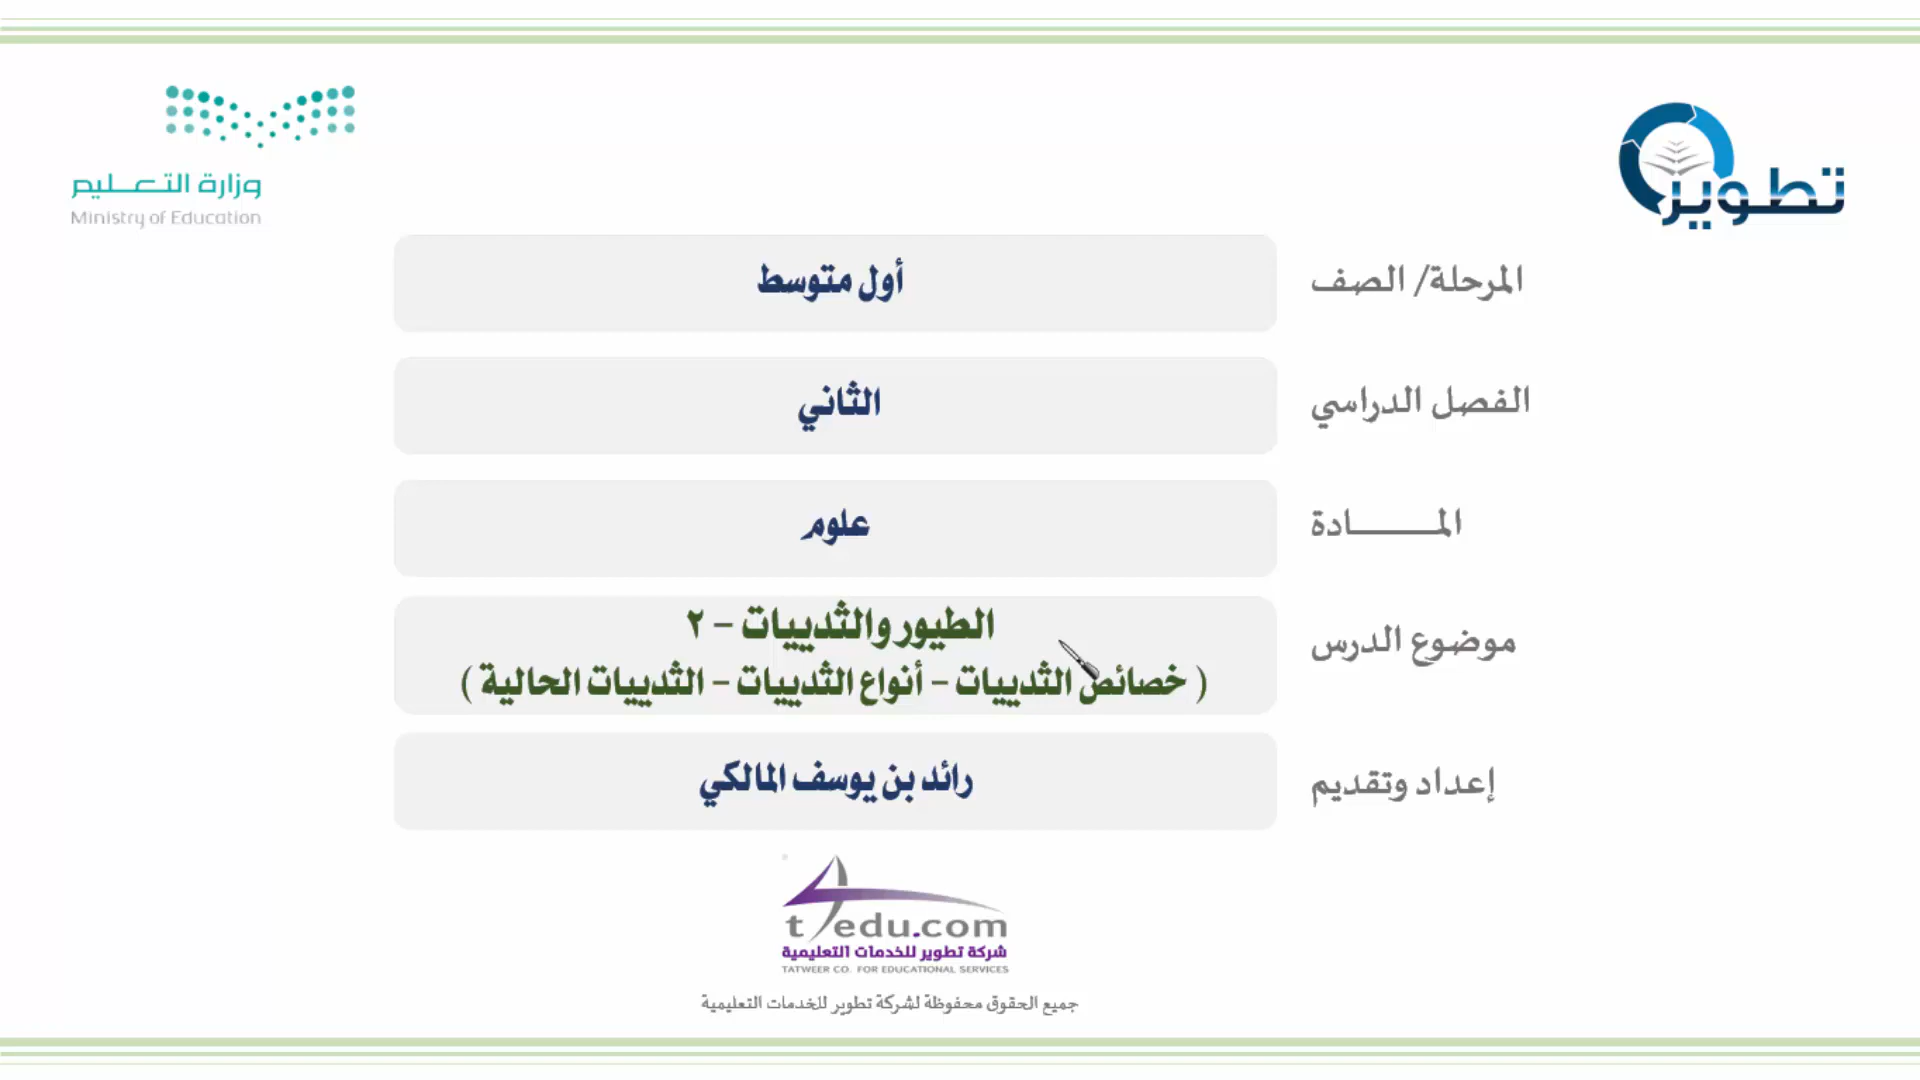 تطوير
وزارة التعليم
Ministry of Education
المرحلة/ الصف
أول متوسط
الفصل الدراسي
الثاني
المــــــــادة
علوم
موضوع الدرس
الطيور والثدييات – ٢
( خصائص الثدييات – أنواع الثدييات – الثدييات الحالية )
إعداد وتقديم
رائد بن يوسف المالكي
t4edu.com
شركة تطوير للخدمات التعليمية
TATWEER CO. FOR EDUCATIONAL SERVICES
جميع الحقوق محفوظة لشركة تطوير للخدمات التعليمية